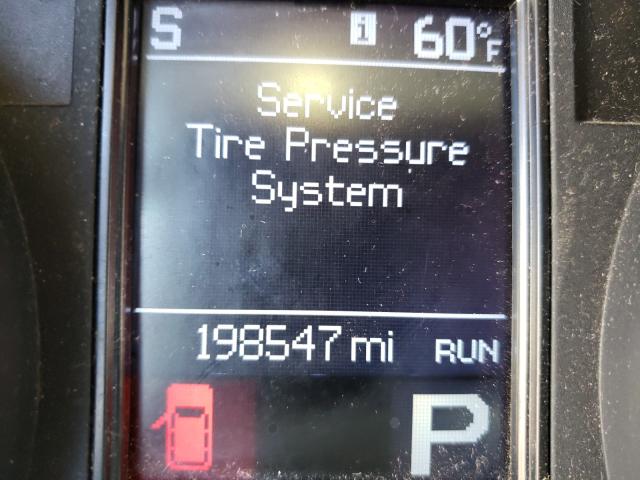 S i 60°F
Service
Tire Pressure
System
198547 mi RUN
P